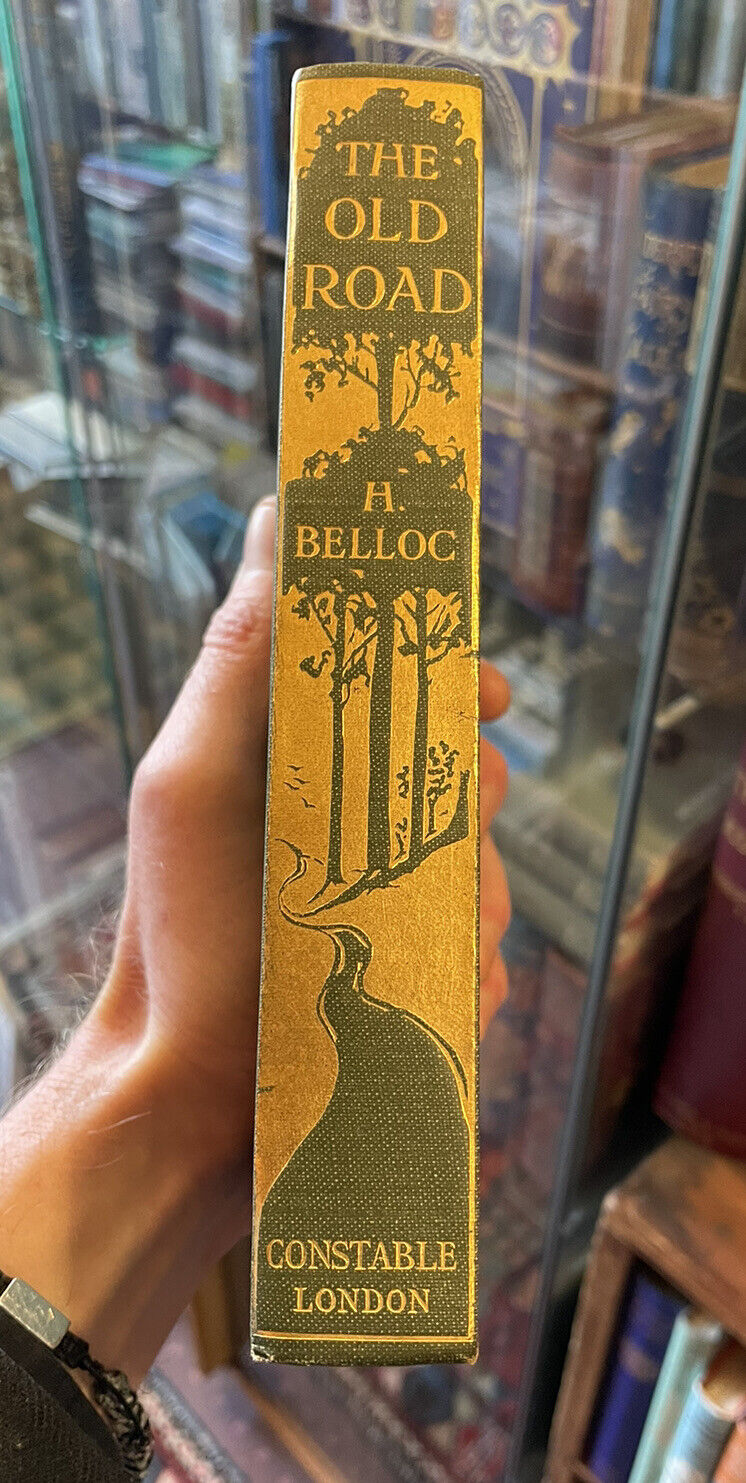 THE
OLD
ROAD
H.
BELLOC
CONSTABLE
LONDON